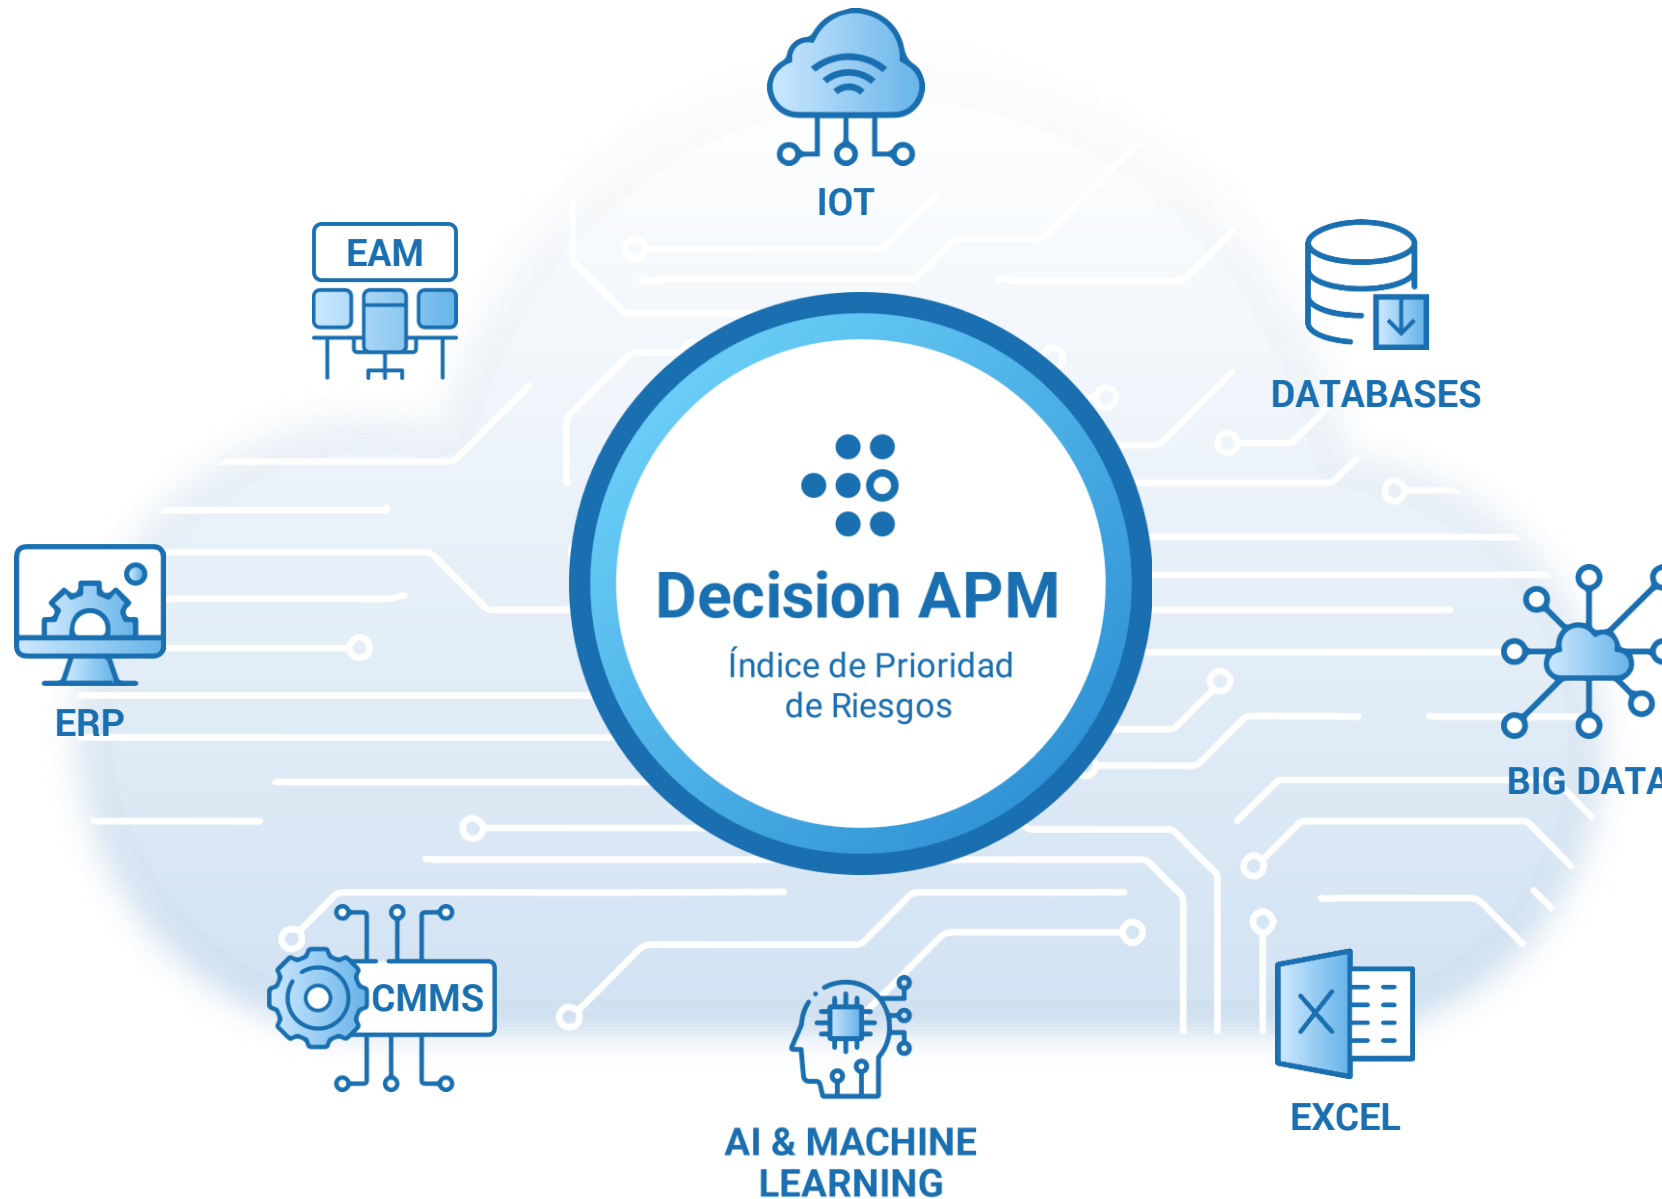 IOT
EAM
DATABASES
Decision APM
Índice de Prioridad
de Riesgos
ERP
BIG DATA
CMMS
EXCEL
AI & MACHINE
LEARNING